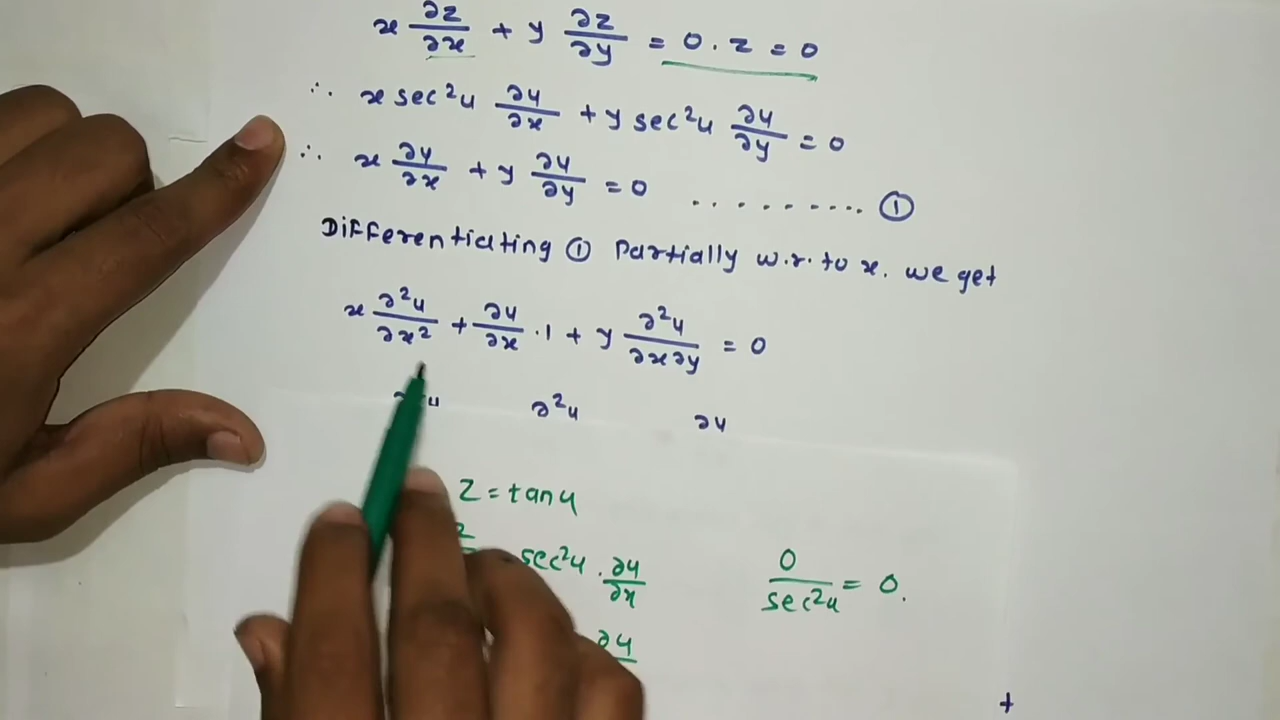 x ∂z/∂x + y ∂z/∂y = 0 . z = 0
∴ x sec²u ∂u/∂x + y sec²u ∂u/∂y = 0
∴ x ∂u/∂x + y ∂u/∂y = 0 ......... ①
Differentiating ① Partially w.r. to x. we get
x ∂²u/∂x² + ∂u/∂x . 1 + y ∂²u/∂x∂y = 0
∂²u ∂u
z = tan u
sec²u . ∂u/∂x
0/sec²u = 0.
∂u
+